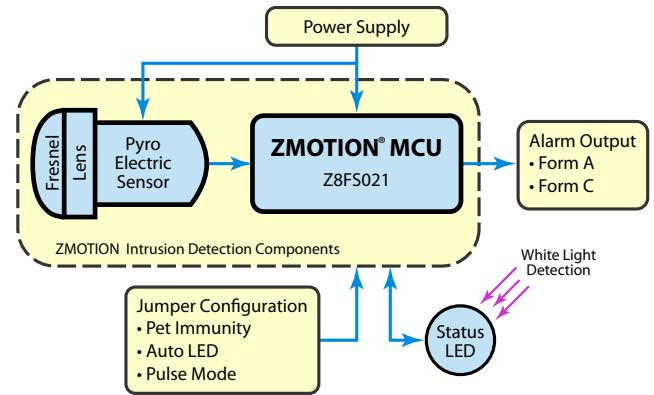 Power Supply
Fresnel
Lens
Pyro
Electric
Sensor
ZMOTION® MCU
Z8FS021
Alarm Output
• Form A
• Form C
ZMOTION Intrusion Detection Components
White Light
Detection
Jumper Configuration
• Pet Immunity
• Auto LED
• Pulse Mode
Status
LED